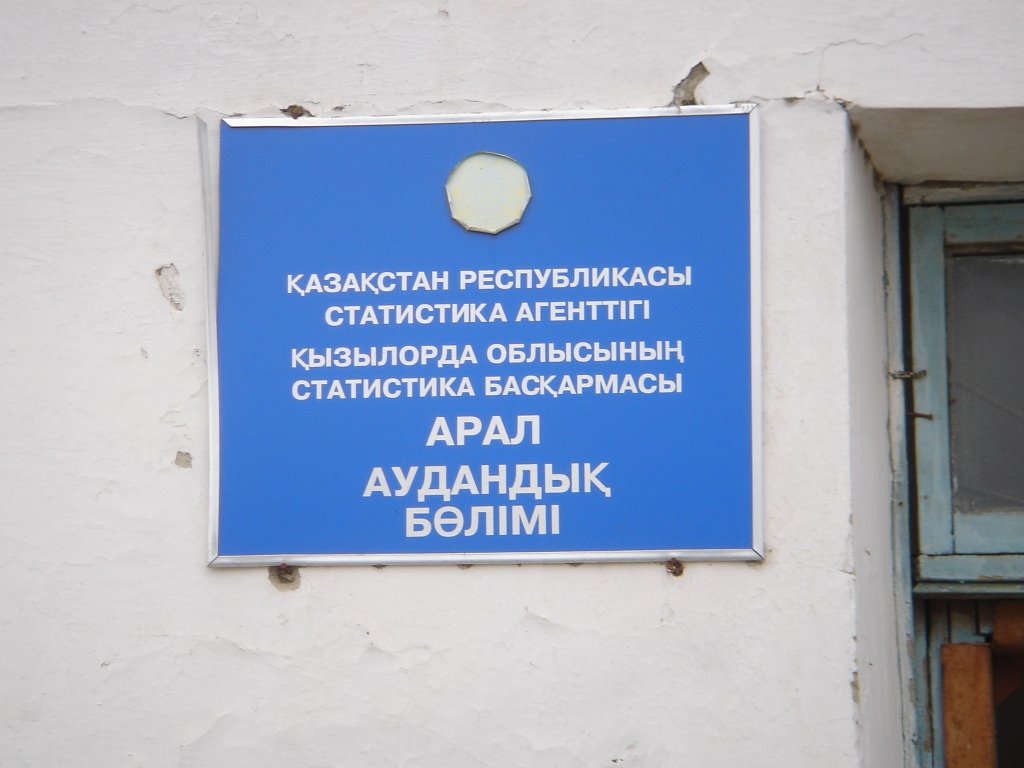 ҚАЗАҚСТАН РЕСПУБЛИКАСЫ
СТАТИСТИКА АГЕНТТІГІ
ҚЫЗЫЛОРДА ОБЛЫСЫНЫҢ
СТАТИСТИКА БАСҚАРМАСЫ
АРАЛ
АУДАНДЫҚ
БӨЛІМІ